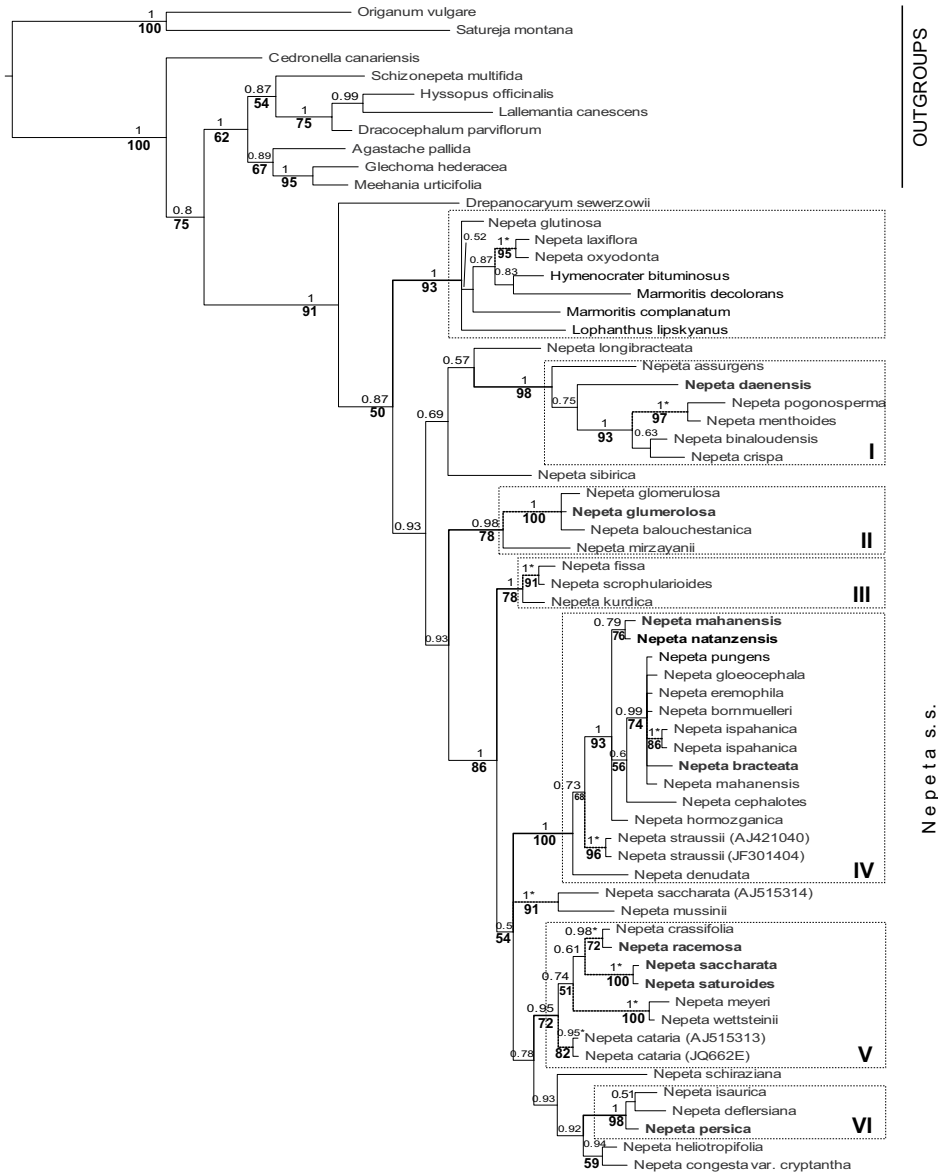 1
100
Origanum vulgare
Satureja montana
OUTGROUPS
Cedronella canariensis
0.87
54
Schizonepeta multifida
0.99
Hyssopus officinalis
1
75
Lallemantia canescens
1
100
1
62
Dracocephalum parviflorum
0.89
67
Agastache pallida
1
95
Glechoma hederacea
Meehania urticifolia
0.8
75
Drepanocaryum sewerzowii
Nepeta glutinosa
0.52
1*
95
Nepeta laxiflora
Nepeta oxyodonta
0.87
0.83
Hymenocrater bituminosus
1
93
Marmoritis decolorans
1
91
Marmoritis complanatum
Lophanthus lipskyanus
Nepeta longibracteata
0.57
Nepeta assurgens
1
98
Nepeta daenensis
0.87
50
0.75
1*
97
Nepeta pogonosperma
0.69
Nepeta menthoides
1
93
0.63
Nepeta binaloudensis
Nepeta crispa
I
Nepeta sibirica
Nepeta glomerulosa
1
100
Nepeta glumerolosa
0.93
0.98
78
Nepeta balouchestanica
Nepeta mirzayanii
II
1*
91
Nepeta fissa
Nepeta scrophularioides
1
78
Nepeta kurdica
III
0.79
76
Nepeta mahanensis
0.93
Nepeta natanzensis
Nepeta pungens
Nepeta gloeocephala
Nepeta eremophila
0.99
74
Nepeta bornmuelleri
1*
86
Nepeta ispahanica
1
93
Nepeta ispahanica
1
86
0.6
56
Nepeta bracteata
Nepeta mahanensis
0.73
68
Nepeta cephalotes
Nepeta hormozganica
1
100
1*
96
Nepeta straussii (AJ421040)
Nepeta straussii (JF301404)
Nepeta denudata
IV
Nepeta s.s.
1*
91
Nepeta saccharata (AJ515314)
Nepeta mussinii
0.5
54
0.98*
72
Nepeta crassifolia
Nepeta racemosa
0.61
1*
100
Nepeta saccharata
Nepeta saturoides
0.74
51
1*
100
Nepeta meyeri
Nepeta wettsteinii
0.95
72
0.95*
82
Nepeta cataria (AJ515313)
Nepeta cataria (JQ662E)
V
0.78
Nepeta schiraziana
0.93
0.51
Nepeta isaurica
1
98
Nepeta deflersiana
Nepeta persica
VI
0.92
0.94
59
Nepeta heliotropifolia
Nepeta congesta var. cryptantha